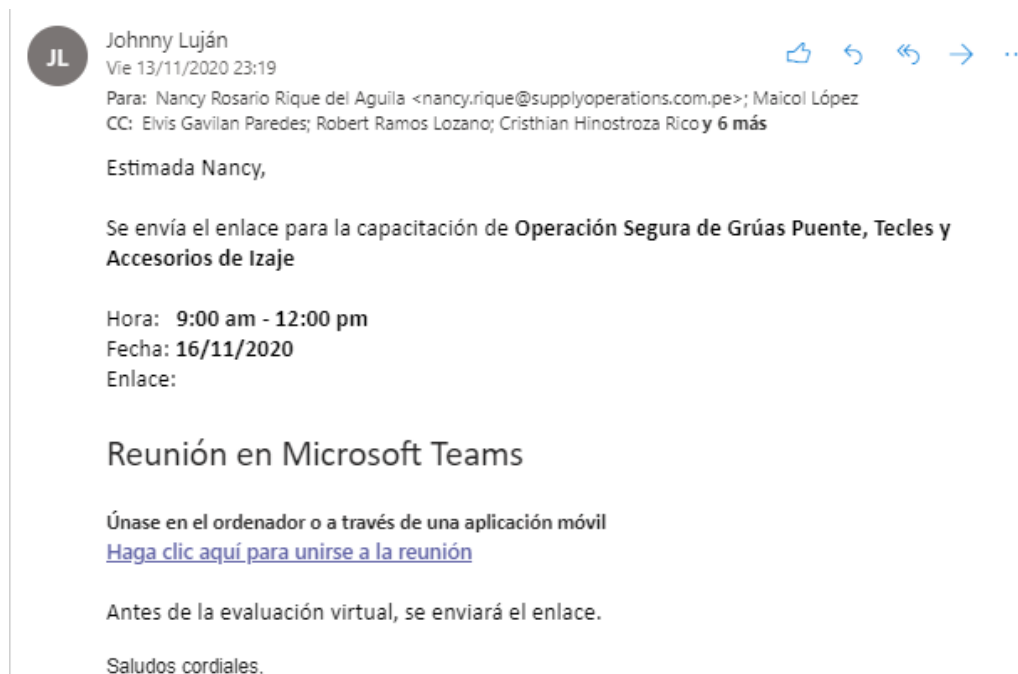 JL
Johnny Luján
Vie 13/11/2020 23:19
Para: Nancy Rosario Rique del Aguila <nancy.rique@supplyoperations.com.pe>; Maicol López
CC: Elvis Gavilan Paredes; Robert Ramos Lozano; Cristhian Hinostroza Rico y 6 más
Estimada Nancy,
Se envía el enlace para la capacitación de Operación Segura de Grúas Puente, Tecles y
Accesorios de Izaje
Hora: 9:00 am - 12:00 pm
Fecha: 16/11/2020
Enlace:
Reunión en Microsoft Teams
Únase en el ordenador o a través de una aplicación móvil
Haga clic aquí para unirse a la reunión
Antes de la evaluación virtual, se enviará el enlace.
Saludos cordiales.